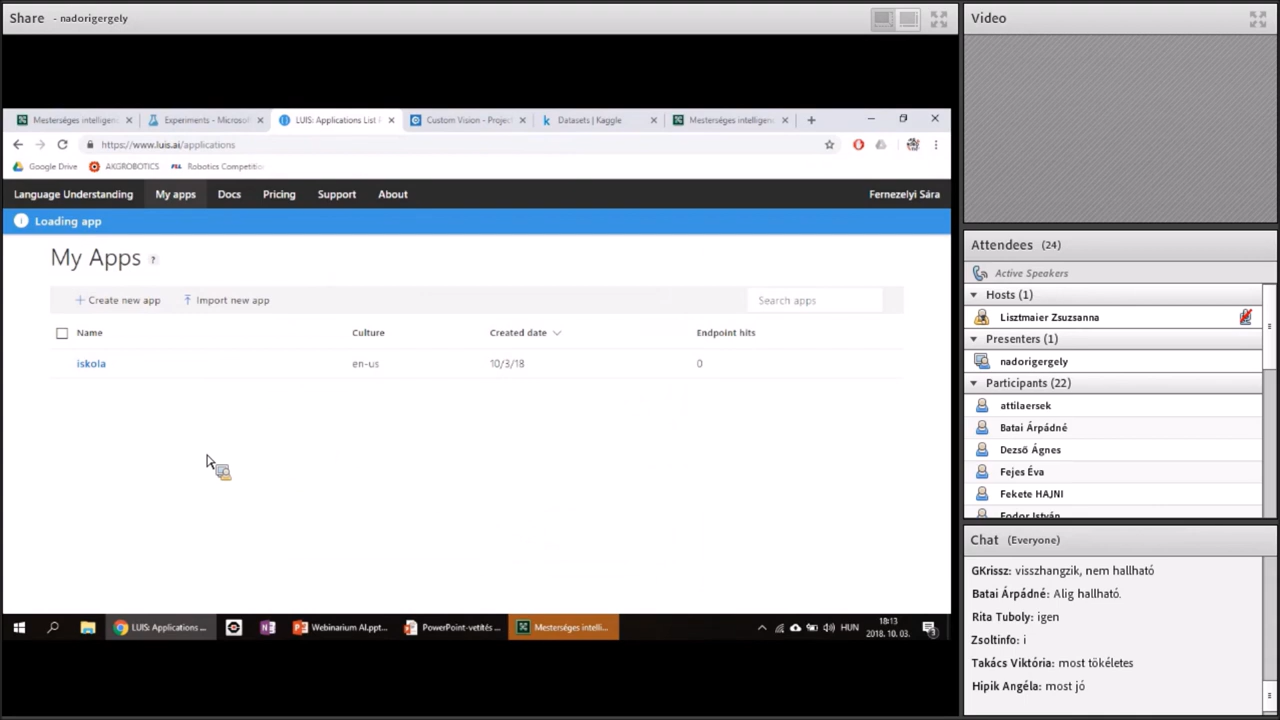 Share - nadorigergely
Mesterséges intelligen
Experiments - Microsof
LUIS: Applications List
Custom Vision - Projec
Datasets | Kaggle
Mesterséges intelligenc
https://www.luis.ai/applications
Google Drive AKGROBOTICS Robotics Competitio
Language Understanding My apps Docs Pricing Support About Fernezelyi Sára
Loading app
My Apps ?
+ Create new app Import new app Search apps
Name Culture Created date Endpoint hits
iskola en-us 10/3/18 0
LUIS: Applications ...
Webinarium AI.ppt...
PowerPoint-vetítés ...
Mesterséges intelli...
HUN
18:13
2018. 10. 03.
3
Video
Attendees (24)
Active Speakers
Hosts (1)
Lisztmaier Zsuzsanna
Presenters (1)
nadorigergely
Participants (22)
attilaersek
Batai Árpádné
Dezső Ágnes
Fejes Éva
Fekete HAJNI
Fodor István
Chat (Everyone)
GKrissz: visszhangzik, nem hallható
Batai Árpádné: Alig hallható.
Rita Tuboly: igen
Zsoltinfo: i
Takács Viktória: most tökéletes
Hipik Angéla: most jó